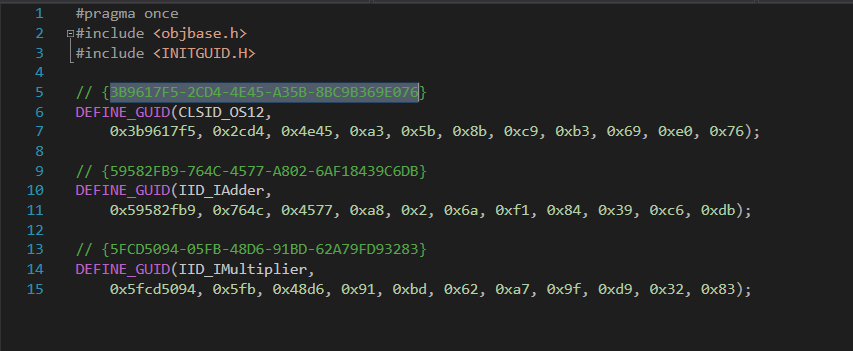 1 #pragma once
2 #include <objbase.h>
3 #include <INITGUID.H>
4
5 // {3B9617F5-2CD4-4E45-A35B-8BC9B369E076}
6 DEFINE_GUID(CLSID_OS12,
7 0x3b9617f5, 0x2cd4, 0x4e45, 0xa3, 0x5b, 0x8b, 0xc9, 0xb3, 0x69, 0xe0, 0x76);
8
9 // {59582FB9-764C-4577-A802-6AF18439C6DB}
10 DEFINE_GUID(IID_IAdder,
11 0x59582fb9, 0x764c, 0x4577, 0xa8, 0x2, 0x6a, 0xf1, 0x84, 0x39, 0xc6, 0xdb);
12
13 // {5FCD5094-05FB-48D6-91BD-62A79FD93283}
14 DEFINE_GUID(IID_IMultiplier,
15 0x5fcd5094, 0x5fb, 0x48d6, 0x91, 0xbd, 0x62, 0xa7, 0x9f, 0xd9, 0x32, 0x83);